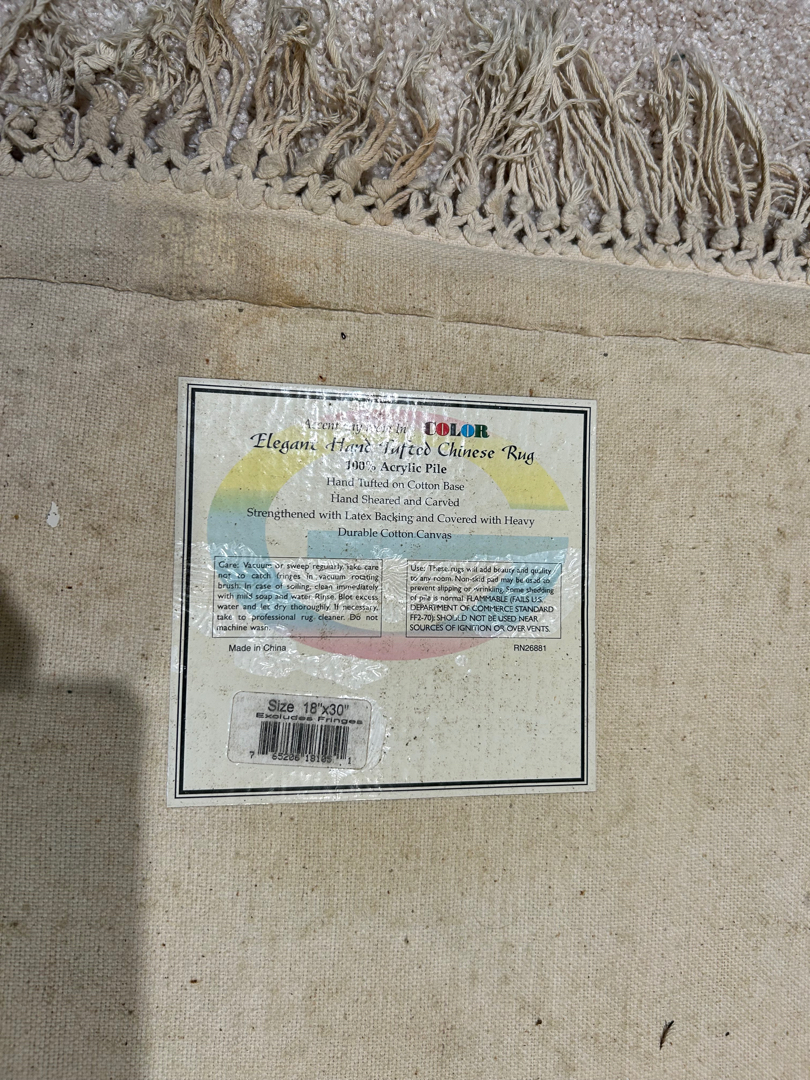 COLOR
Elegant Hand Tufted Chinese Rug
100% Acrylic Pile
Hand Tufted on Cotton Base
Hand Sheared and Carved
Strengthened with Latex Backing and Covered with Heavy
Durable Cotton Canvas
Care: Vacuum or sweep regularly, take care
not to catch fringes in vacuum rotating
brush. In case of soiling, clean immediately
with mild soap and water. Rinse. Blot excess
water and let dry thoroughly. If necessary,
take to professional rug cleaner. Do not
machine wash.
Use: These rugs will add beauty and quality
to any room. Non-skid pad may be used to
prevent slipping or wrinkling. Some shedding
of pile is normal. FLAMMABLE (FAILS U.S.
DEPARTMENT OF COMMERCE STANDARD
FF2-70): SHOULD NOT BE USED NEAR
SOURCES OF IGNITION OR OVER VENTS.
Made in China
RN26881
Size 18"x30"
Excludes Fringes
7 65206 1